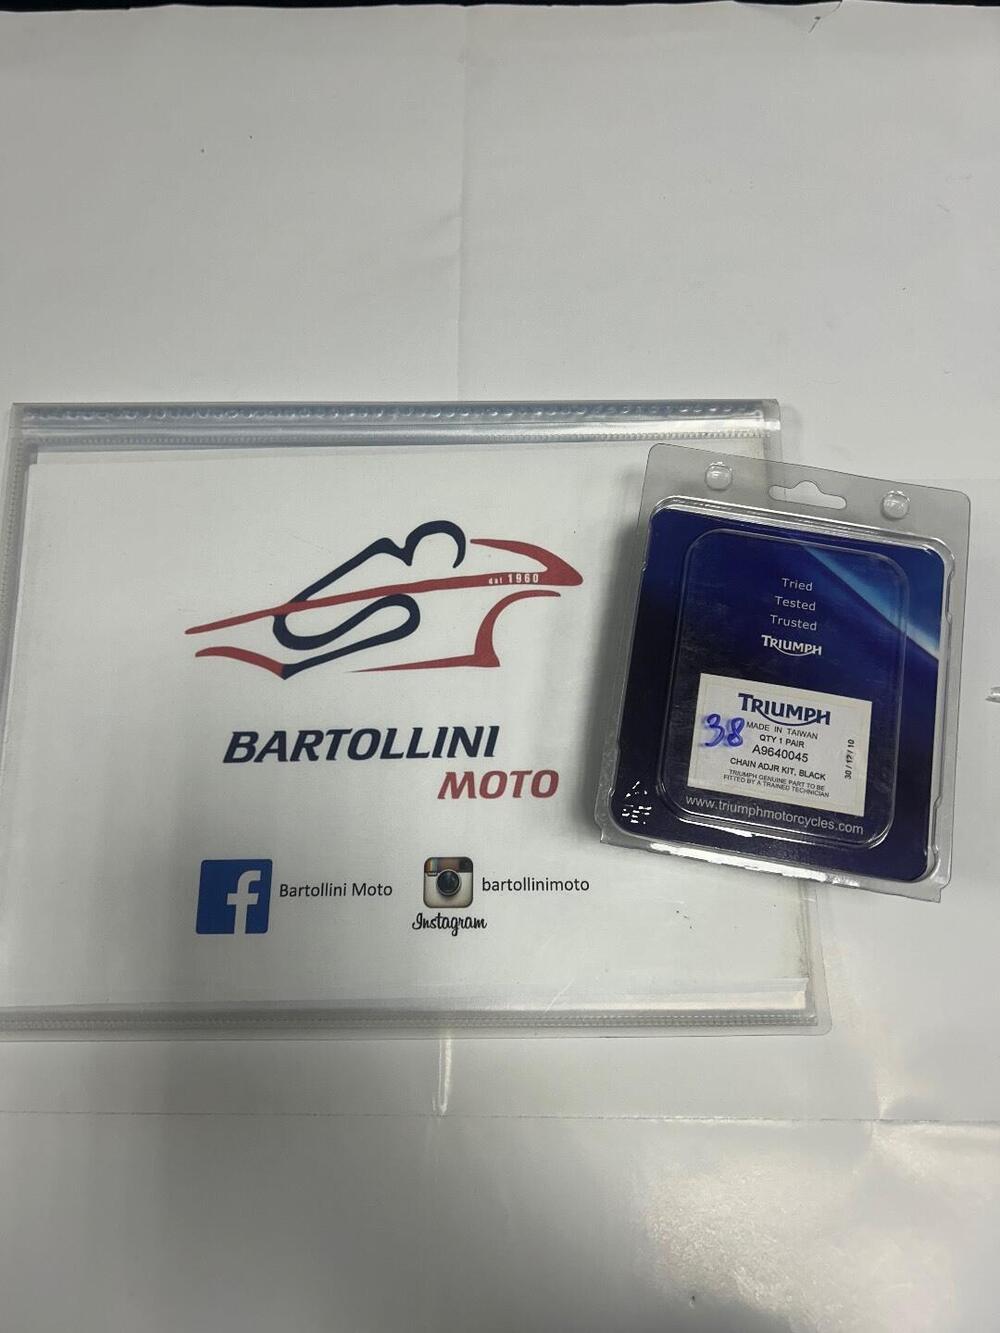 dal 1960
BARTOLLINI
MOTO
Bartollini Moto
bartollinimoto
Instagram
Tried
Tested
Trusted
TRIUMPH
TRIUMPH
MADE IN TAIWAN
QTY 1 PAIR
A9640045
CHAIN ADJR KIT, BLACK
TRIUMPH GENUINE PART TO BE
FITTED BY A TRAINED TECHNICIAN
30 / 12 / 10
38
www.triumphmotorcycles.com
PET